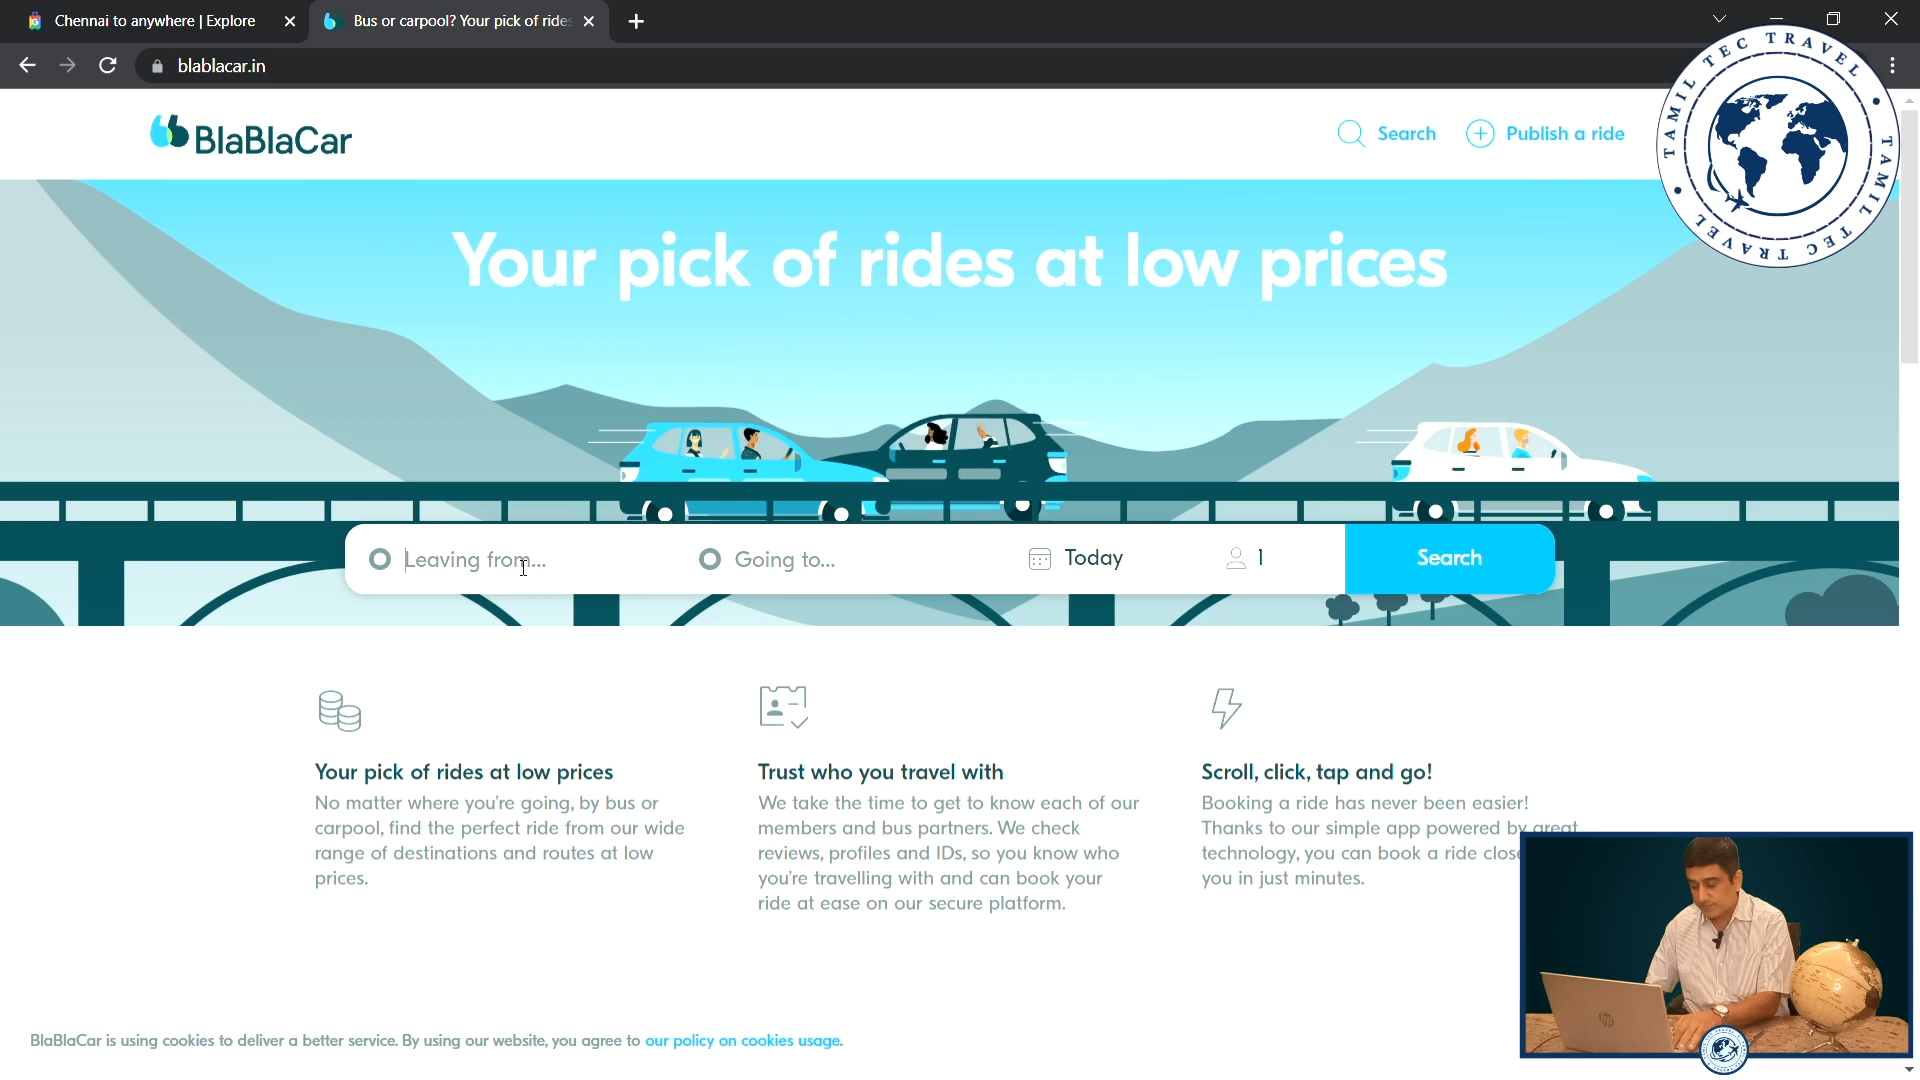 Chennai to anywhere | Explore
Bus or carpool? Your pick of rides
blablacar.in
TAMIL TEC TRAVEL • TAMIL TEC TRAVEL •
BlaBlaCar
Search
Publish a ride
Your pick of rides at low prices
Leaving from...
Going to...
Today
1
Search
Your pick of rides at low prices
No matter where you're going, by bus or
carpool, find the perfect ride from our wide
range of destinations and routes at low
prices.
Trust who you travel with
We take the time to get to know each of our
members and bus partners. We check
reviews, profiles and IDs, so you know who
you're travelling with and can book your
ride at ease on our secure platform.
Scroll, click, tap and go!
Booking a ride has never been easier!
Thanks to our simple app powered by great
technology, you can book a ride close
you in just minutes.
BlaBlaCar is using cookies to deliver a better service. By using our website, you agree to our policy on cookies usage.
hp